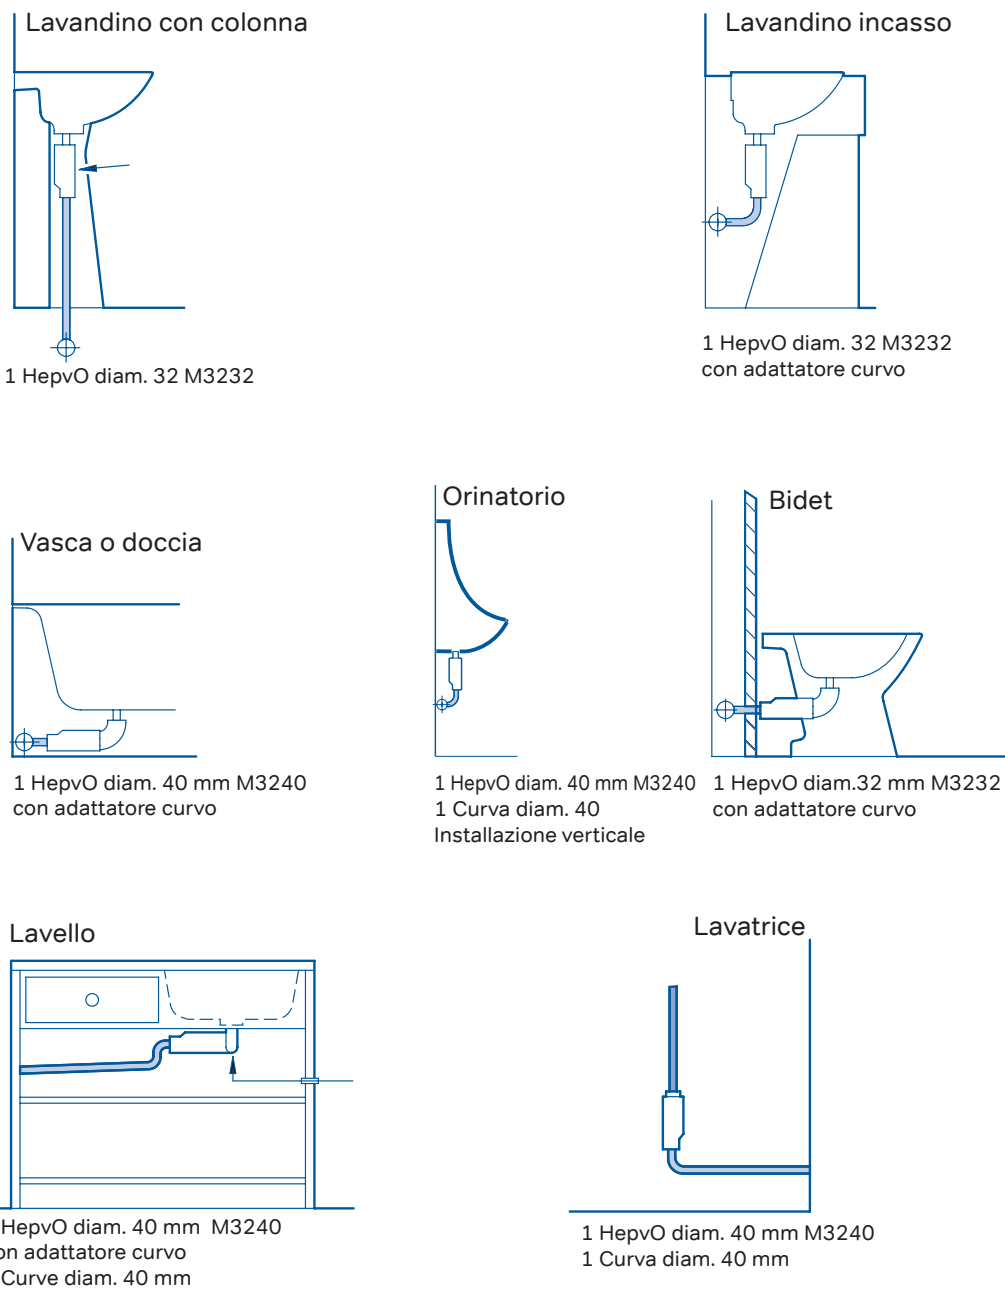 Lavandino con colonna
1 HepvO diam. 32 M3232
Lavandino incasso
1 HepvO diam. 32 M3232
con adattatore curvo
Vasca o doccia
1 HepvO diam. 40 mm M3240
con adattatore curvo
Orinatorio
1 HepvO diam. 40 mm M3240
1 Curva diam. 40
Installazione verticale
Bidet
1 HepvO diam.32 mm M3232
con adattatore curvo
Lavello
HepvO diam. 40 mm M3240
on adattatore curvo
Curve diam. 40 mm
Lavatrice
1 HepvO diam. 40 mm M3240
1 Curva diam. 40 mm